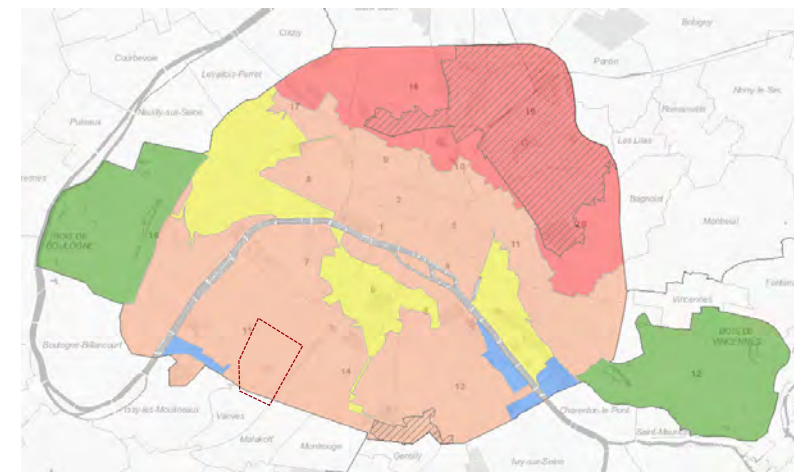 Clichy
Bobigny
Courbevoie
Pantin
Levallois-Perret
Noisy-le-Sec
18
17
19
Puteaux
Neuilly-sur-Seine
Romainville
Les Lilas
9
10
8
Bagnolet
2
16
20
BOIS DE
BOULOGNE
1
3
11
Montreuil
7
4
6
Vincennes
5
15
BOIS DE
VINCENNES
Boulogne-Billancourt
14
12
13
Issy-les-Moulineaux
Vanves
Charenton-le-Pont
Malakoff
Saint-Maurice
Montrouge
Gentilly
Ivry-sur-Seine